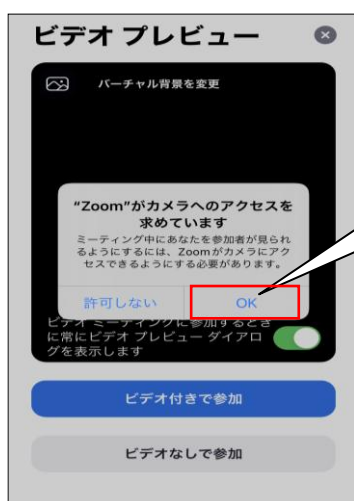 ビデオ プレビュー
バーチャル背景を変更
“Zoom”がカメラへのアクセスを
求めています
ミーティング中にあなたを参加者が見られ
るようにするには、Zoomがカメラにアク
セスできるようにする必要があります。
許可しない OK
ビデオ ミーティングに参加するとき
に常にビデオ プレビュー ダイアロ
グを表示します
ビデオ付きで参加
ビデオなしで参加